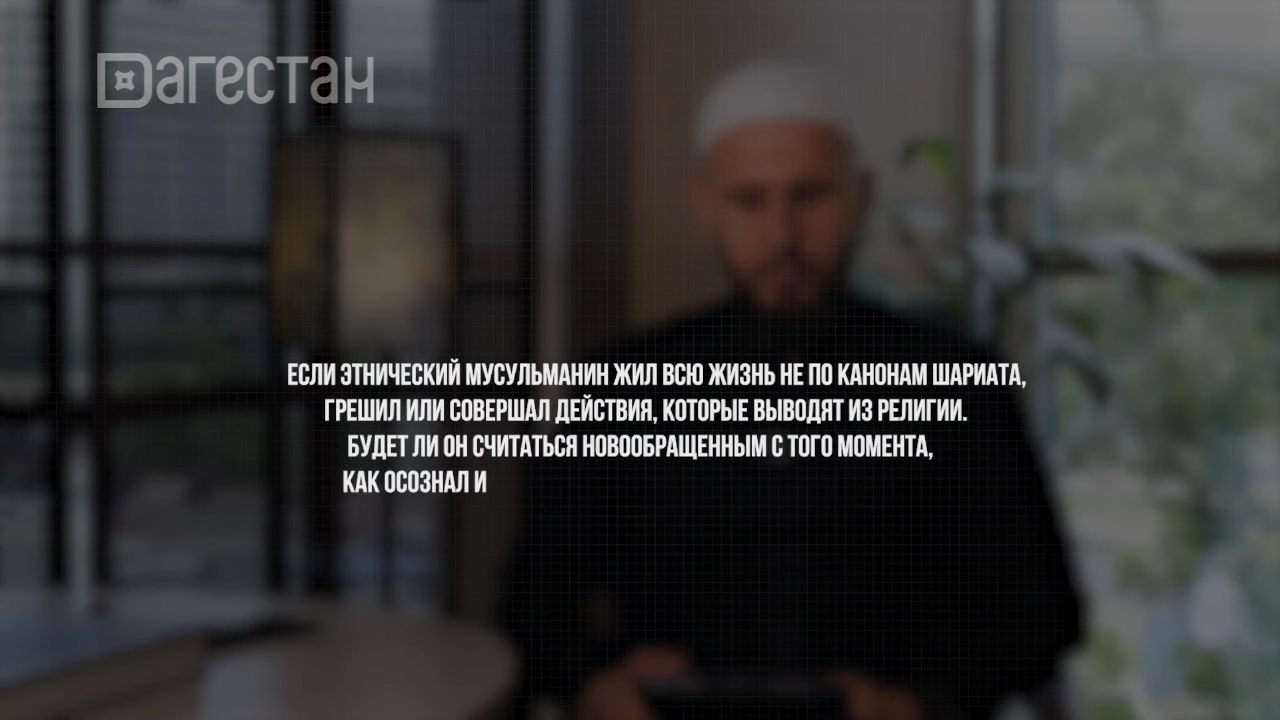 Дагестан
ЕСЛИ ЭТНИЧЕСКИЙ МУСУЛЬМАНИН ЖИЛ ВСЮ ЖИЗНЬ НЕ ПО КАНОНАМ ШАРИАТА,
ГРЕШИЛ ИЛИ СОВЕРШАЛ ДЕЙСТВИЯ, КОТОРЫЕ ВЫВОДЯТ ИЗ РЕЛИГИИ.
БУДЕТ ЛИ ОН СЧИТАТЬСЯ НОВООБРАЩЕННЫМ С ТОГО МОМЕНТА,
КАК ОСОЗНАЛ И